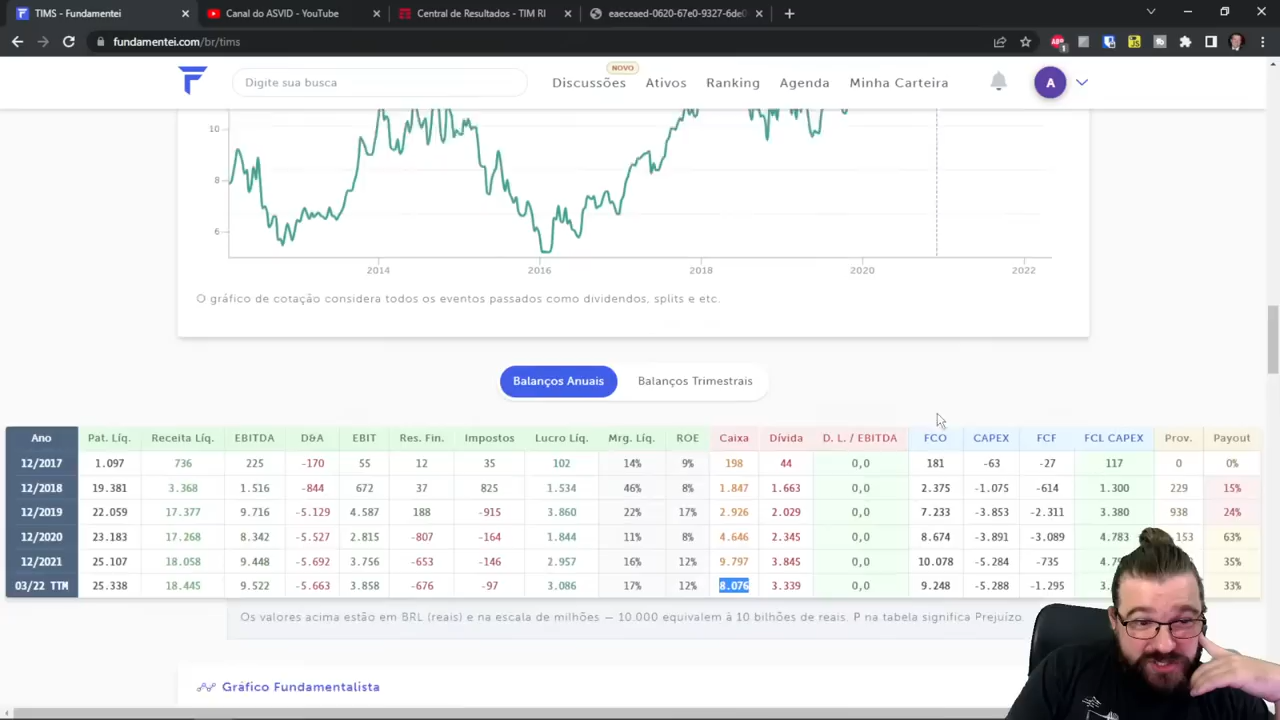 TIMS - Fundamentei
Canal do ASVID - YouTube
Central de Resultados - TIM RI
eaeceaed-0620-67e0-9327-6de0
fundamentei.com/br/tims
Digite sua busca
NOVO
Discussões Ativos Ranking Agenda Minha Carteira
A
10
8
6
2014 2016 2018 2020 2022
O gráfico de cotação considera todos os eventos passados como dividendos, splits e etc.
Balanços Anuais Balanços Trimestrais
Ano Pat. Líq. Receita Líq. EBITDA D&A EBIT Res. Fin. Impostos Lucro Líq. Mrg. Líq. ROE Caixa Dívida D. L. / EBITDA FCO CAPEX FCF FCL CAPEX Prov. Payout
12/2017 1.097 736 225 -170 55 12 35 102 14% 9% 198 44 0,0 181 -63 -27 117 0 0%
12/2018 19.381 3.368 1.516 -844 672 37 825 1.534 46% 8% 1.847 1.663 0,0 2.375 -1.075 -614 1.300 229 15%
12/2019 22.059 17.377 9.716 -5.129 4.587 188 -915 3.860 22% 17% 2.926 2.029 0,0 7.233 -3.853 -2.311 3.380 938 24%
12/2020 23.183 17.268 8.342 -5.527 2.815 -807 -164 1.844 11% 8% 4.646 2.345 0,0 8.674 -3.891 -3.089 4.783 153 63%
12/2021 25.107 18.058 9.448 -5.692 3.756 -653 -146 2.957 16% 12% 9.797 3.845 0,0 10.078 -5.284 -735 35%
03/22 TTM 25.338 18.445 9.522 -5.663 3.858 -676 -97 3.086 17% 12% 8.076 3.339 0,0 9.248 -5.288 -1.295 33%
Os valores acima estão em BRL (reais) e na escala de milhões — 10.000 equivalem à 10 bilhões de reais. P na tabela significa Prejuízo.
Gráfico Fundamentalista